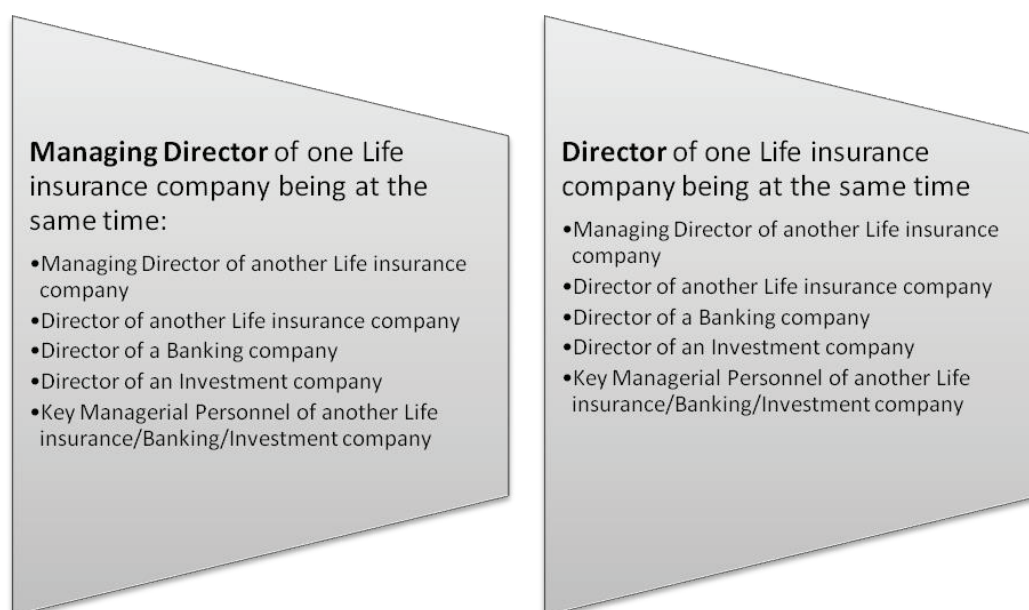 Managing Director of one Life
insurance company being at the
same time:
•Managing Director of another Life insurance
company
•Director of another Life insurance company
•Director of a Banking company
•Director of an Investment company
•Key Managerial Personnel of another Life
insurance/Banking/Investment company
Director of one Life insurance
company being at the same time
•Managing Director of another Life insurance
company
•Director of another Life insurance company
•Director of a Banking company
•Director of an Investment company
•Key Managerial Personnel of another Life
insurance/Banking/Investment company